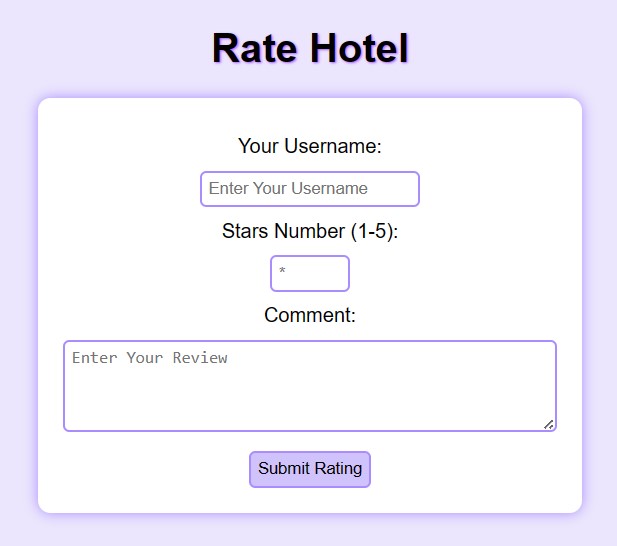 Rate Hotel
Your Username:
Enter Your Username
Stars Number (1-5):
*
Comment:
Enter Your Review
Submit Rating